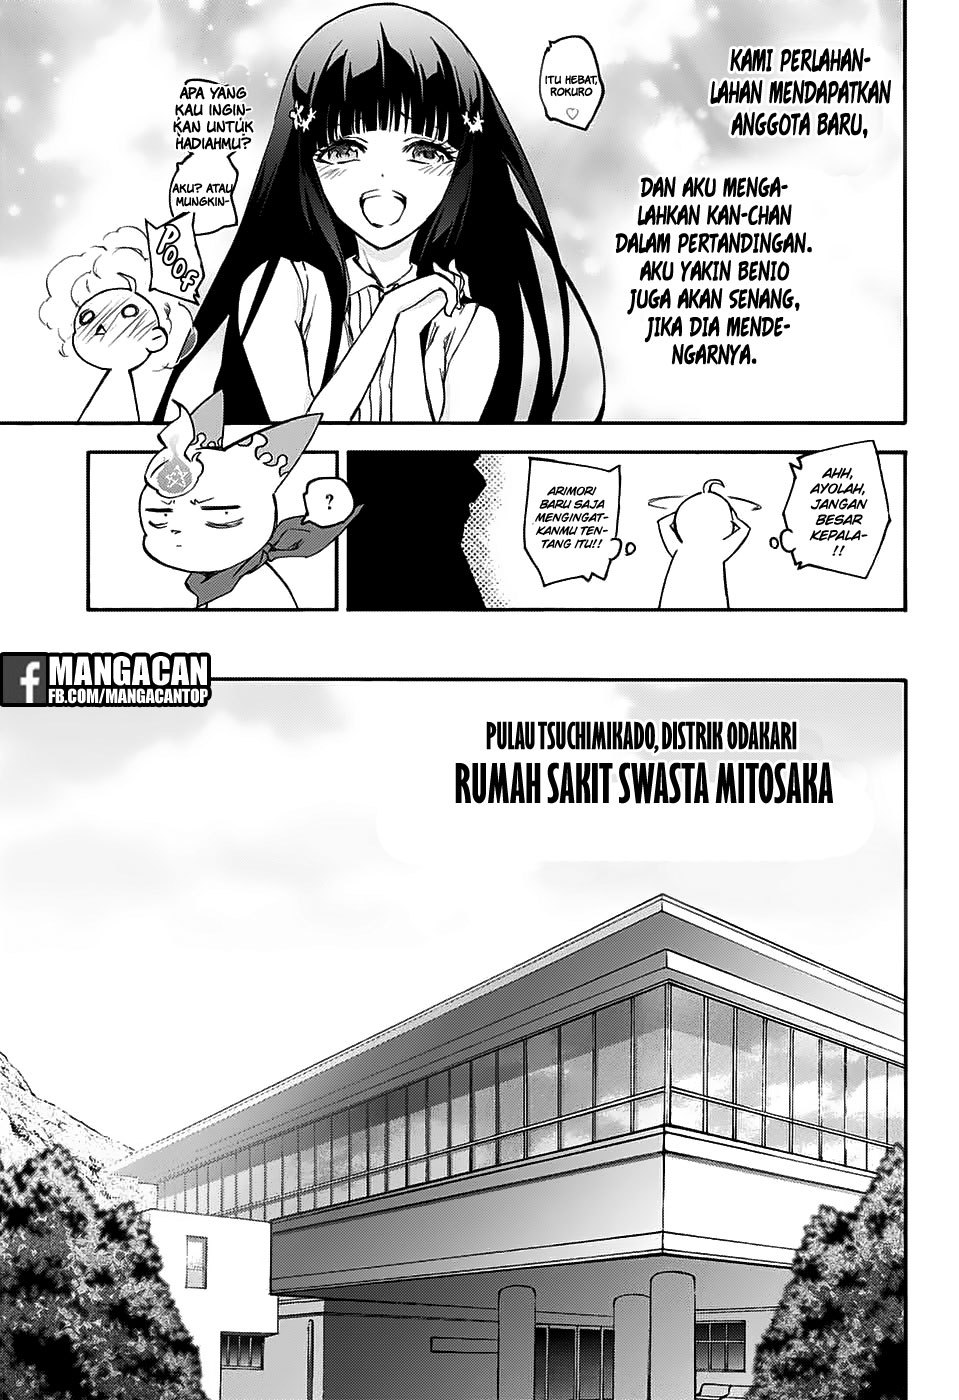 KAMI PERLAHAN-
LAHAN MENDAPATKAN
ANGGOTA BARU,
DAN AKU MENGA-
LAHKAN KAN-CHAN
DALAM PERTANDINGAN.
AKU YAKIN BENIO
JUGA AKAN SENANG,
JIKA DIA MENDE-
NGARNYA.
ITU HEBAT,
ROKURO
♡
APA YANG
KAU INGIN-
KAN UNTUK
HADIAHMU?
AKU? ATAU
MUNGKIN-
POOF
AHH,
AYOLAH,
JANGAN
BESAR
KEPALA-
!!
ARIMORI
BARU SAJA
MENGINGAT-
KANMU TEN-
TANG ITU!!
?
f MANGACAN
FB.COM/MANGACANTOP
PULAU TSUCHIMIKADO, DISTRIK ODAKARI
RUMAH SAKIT SWASTA MITOSAKA